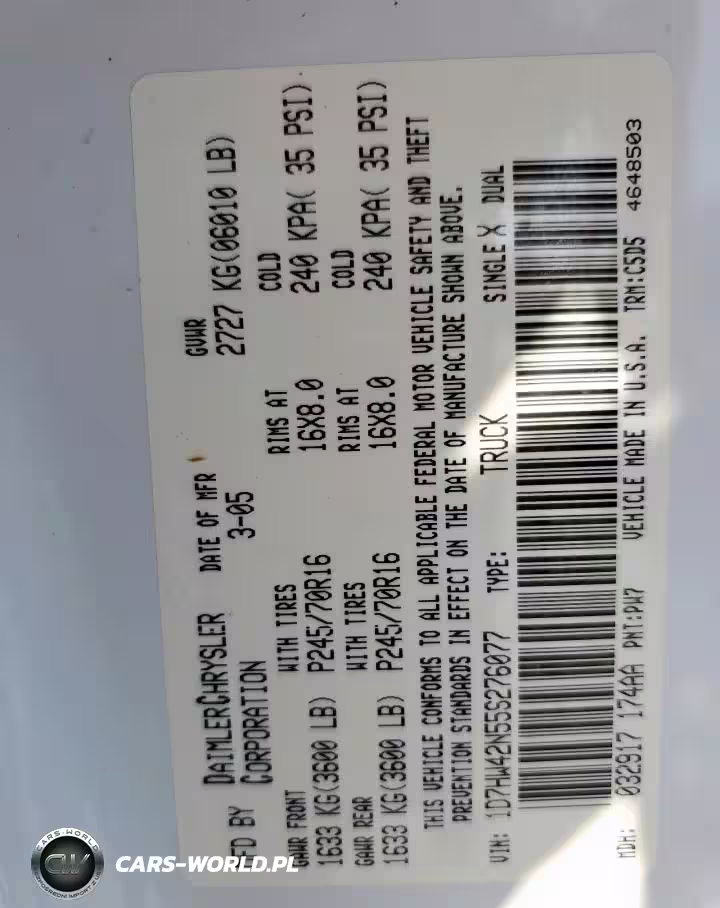 MFD BY DAIMLERCHRYSLER CORPORATION
DATE OF MFR 3-05
GVWR 2727 KG(06010 LB)
GAWR FRONT WITH TIRES RIMS AT COLD
1633 KG(3600 LB) P245/70R16 16X8.0 240 KPA( 35 PSI)
GAWR REAR WITH TIRES RIMS AT COLD
1633 KG(3600 LB) P245/70R16 16X8.0 240 KPA( 35 PSI)
THIS VEHICLE CONFORMS TO ALL APPLICABLE FEDERAL MOTOR VEHICLE SAFETY AND THEFT
PREVENTION STANDARDS IN EFFECT ON THE DATE OF MANUFACTURE SHOWN ABOVE.
VIN: 1D7HW42N55S276077 TYPE: TRUCK SINGLE X DUAL
MDH: 032917 174AA PNT:PW7 VEHICLE MADE IN U.S.A. TRM:C5D5 4648503
CARS-WORLD
CW
CARS-WORLD.PL